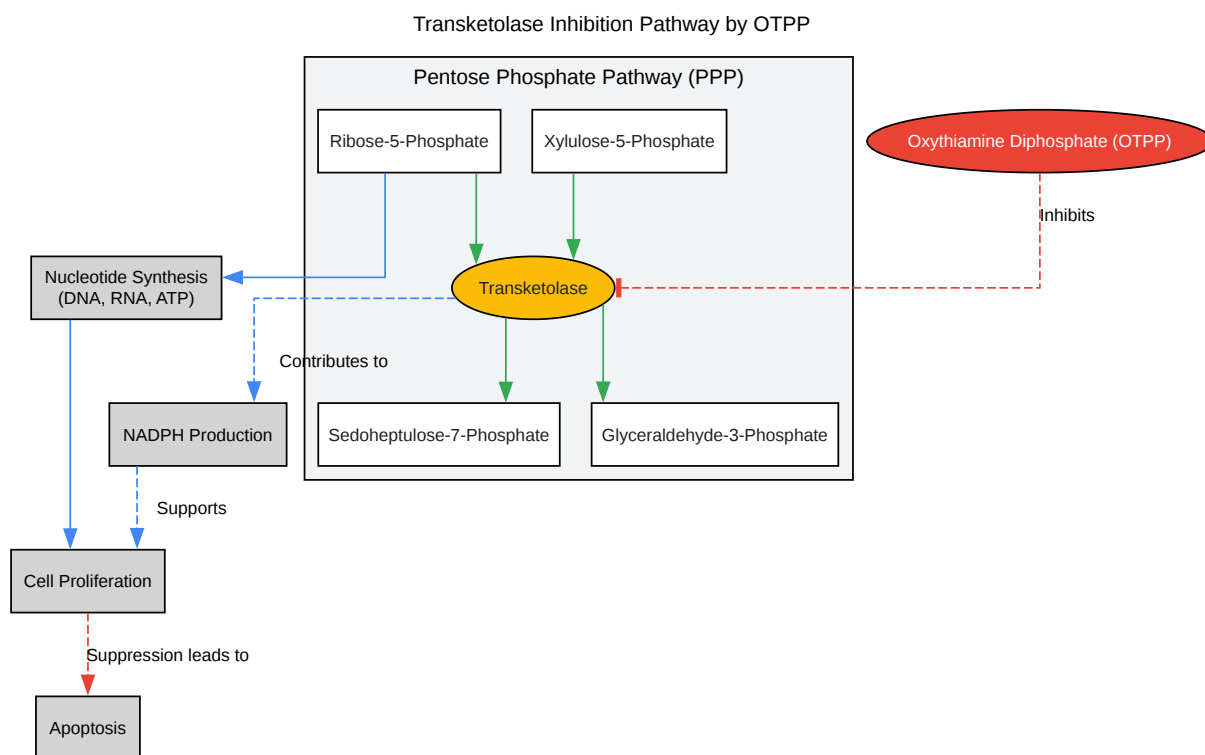 Transketolase Inhibition Pathway by OTPP
Pentose Phosphate Pathway (PPP)
Ribose-5-Phosphate
Xylulose-5-Phosphate
Oxythiamine Diphosphate (OTPP)
Inhibits
Nucleotide Synthesis
(DNA, RNA, ATP)
Transketolase
Contributes to
NADPH Production
Sedoheptulose-7-Phosphate
Glyceraldehyde-3-Phosphate
Supports
Cell Proliferation
Suppression leads to
Apoptosis